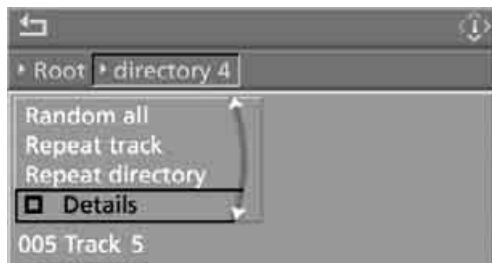 Root directory 4
Random all
Repeat track
Repeat directory
Details
005 Track 5